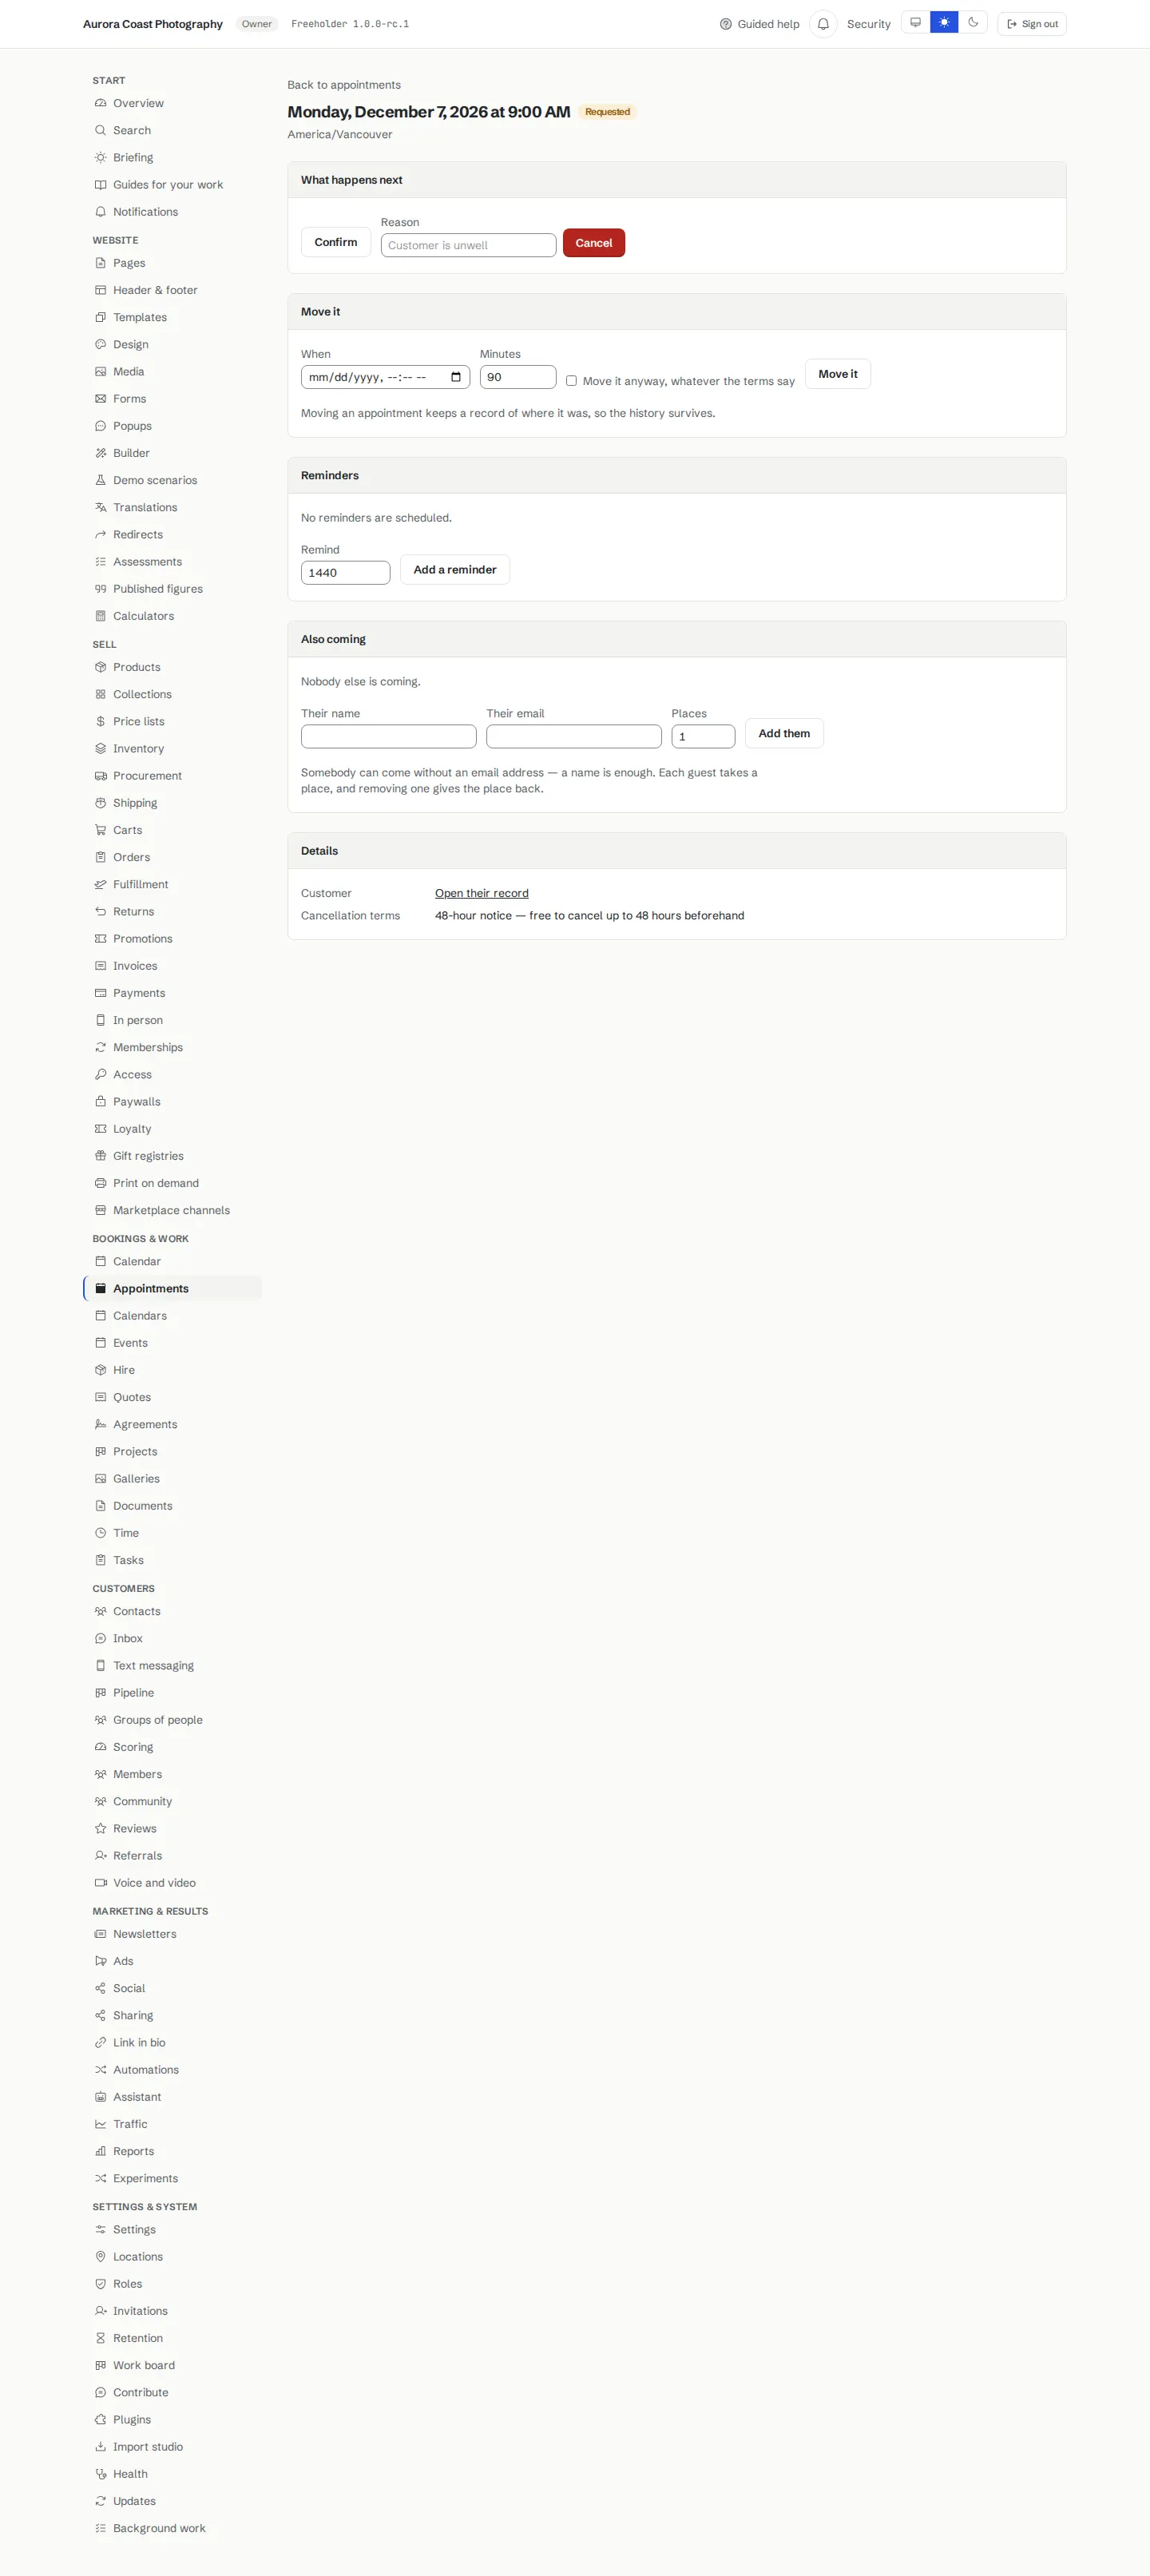 Aurora Coast Photography
Owner
Freeholder 1.0.0-rc.1
Guided help
Security
Sign out
START
Overview
Search
Briefing
Guides for your work
Notifications
WEBSITE
Pages
Header & footer
Templates
Design
Media
Forms
Popups
Builder
Demo scenarios
Translations
Redirects
Assessments
Published figures
Calculators
SELL
Products
Collections
Price lists
Inventory
Procurement
Shipping
Carts
Orders
Fulfillment
Returns
Promotions
Invoices
Payments
In person
Memberships
Access
Paywalls
Loyalty
Gift registries
Print on demand
Marketplace channels
BOOKINGS & WORK
Calendar
Appointments
Calendars
Events
Hire
Quotes
Agreements
Projects
Galleries
Documents
Time
Tasks
CUSTOMERS
Contacts
Inbox
Text messaging
Pipeline
Groups of people
Scoring
Members
Community
Reviews
Referrals
Voice and video
MARKETING & RESULTS
Newsletters
Ads
Social
Sharing
Link in bio
Automations
Assistant
Traffic
Reports
Experiments
SETTINGS & SYSTEM
Settings
Locations
Roles
Invitations
Retention
Work board
Contribute
Plugins
Import studio
Health
Updates
Background work
Back to appointments
Monday, December 7, 2026 at 9:00 AM Requested
America/Vancouver
What happens next
Reason
Confirm
Customer is unwell
Cancel
Move it
When
Minutes
mm/dd/yyyy, --:-- --
90
Move it anyway, whatever the terms say
Move it
Moving an appointment keeps a record of where it was, so the history survives.
Reminders
No reminders are scheduled.
Remind
1440
Add a reminder
Also coming
Nobody else is coming.
Their name
Their email
Places
1
Add them
Somebody can come without an email address — a name is enough. Each guest takes a
place, and removing one gives the place back.
Details
Customer
Open their record
Cancellation terms
48-hour notice — free to cancel up to 48 hours beforehand